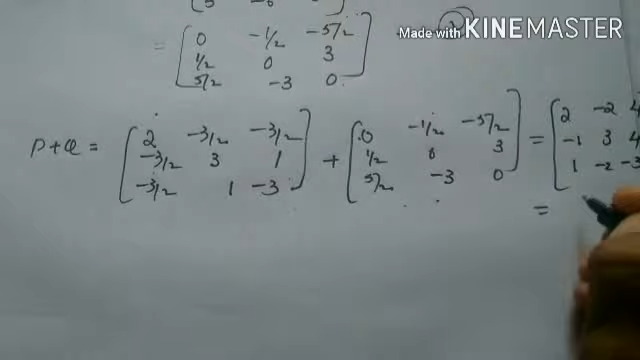 Made with KINEMASTER
= [ 0 -1/2 -5/2
1/2 0 3
5/2 -3 0 ]
P+Q = [ 2 -3/2 -3/2
-3/2 3 1
-3/2 1 -3 ] + [ 0 -1/2 -5/2
1/2 0 3
5/2 -3 0 ] = [ 2 -2 4
-1 3 4
1 -2 -3
=